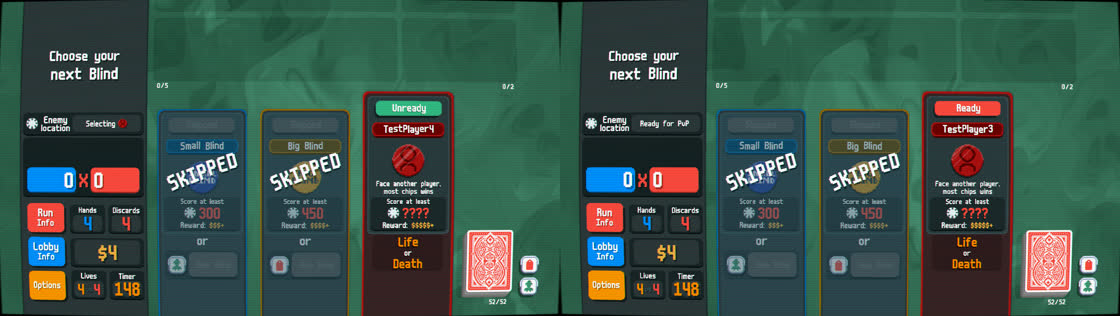 Choose your
next Blind
0/5
0/2
Enemy
location
Selecting
Unready
TestPlayer4
Small Blind
Big Blind
SKIPPED
SKIPPED
Face another player,
most chips wins
Score at least
300
Reward: $$$+
or
Score at least
450
Reward: $$$$+
or
Score at least
????
Reward: $$$$$+
Life
or
Death
0 X 0
Run
Info
Hands
4
Discards
4
Lobby
Info
$4
Options
Lives
4 4
Timer
148
52/52
Choose your
next Blind
0/5
0/2
Enemy
location
Ready for PvP
Ready
TestPlayer3
Small Blind
Big Blind
SKIPPED
SKIPPED
Face another player,
most chips wins
Score at least
300
Reward: $$$+
or
Score at least
450
Reward: $$$$+
or
Score at least
????
Reward: $$$$$+
Life
or
Death
0 X 0
Run
Info
Hands
4
Discards
4
Lobby
Info
$4
Options
Lives
4 4
Timer
148
52/52